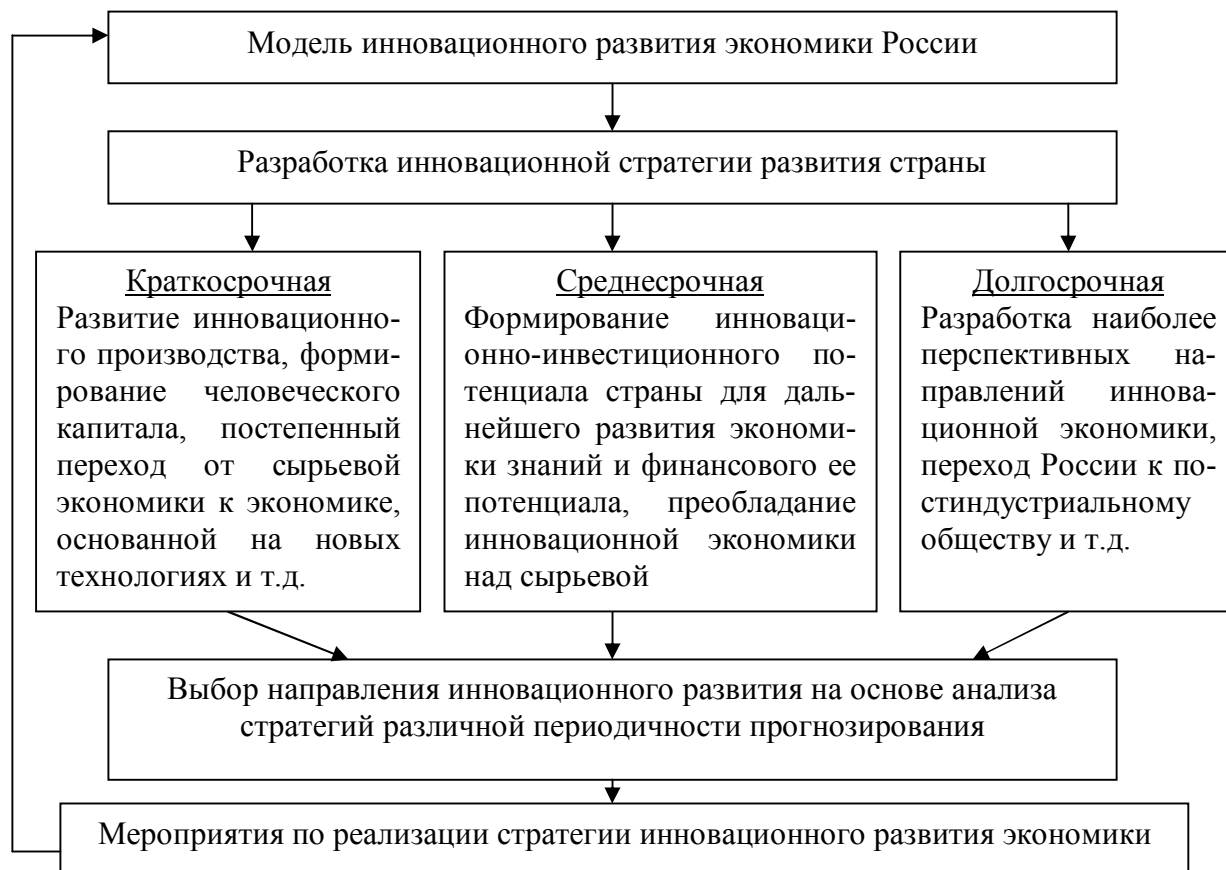 Модель инновационного развития экономики России
Разработка инновационной стратегии развития страны
Краткосрочная
Развитие инновационно-
го производства, форми-
рование человеческого
капитала, постепенный
переход от сырьевой
экономики к экономике,
основанной на новых
технологиях и т.д.
Среднесрочная
Формирование инноваци-
онно-инвестиционного по-
тенциала страны для даль-
нейшего развития экономи-
ки знаний и финансового ее
потенциала, преобладание
инновационной экономики
над сырьевой
Долгосрочная
Разработка наиболее
перспективных на-
правлений иннова-
ционной экономики,
переход России к по-
стиндустриальному
обществу и т.д.
Выбор направления инновационного развития на основе анализа
стратегий различной периодичности прогнозирования
Мероприятия по реализации стратегии инновационного развития экономики